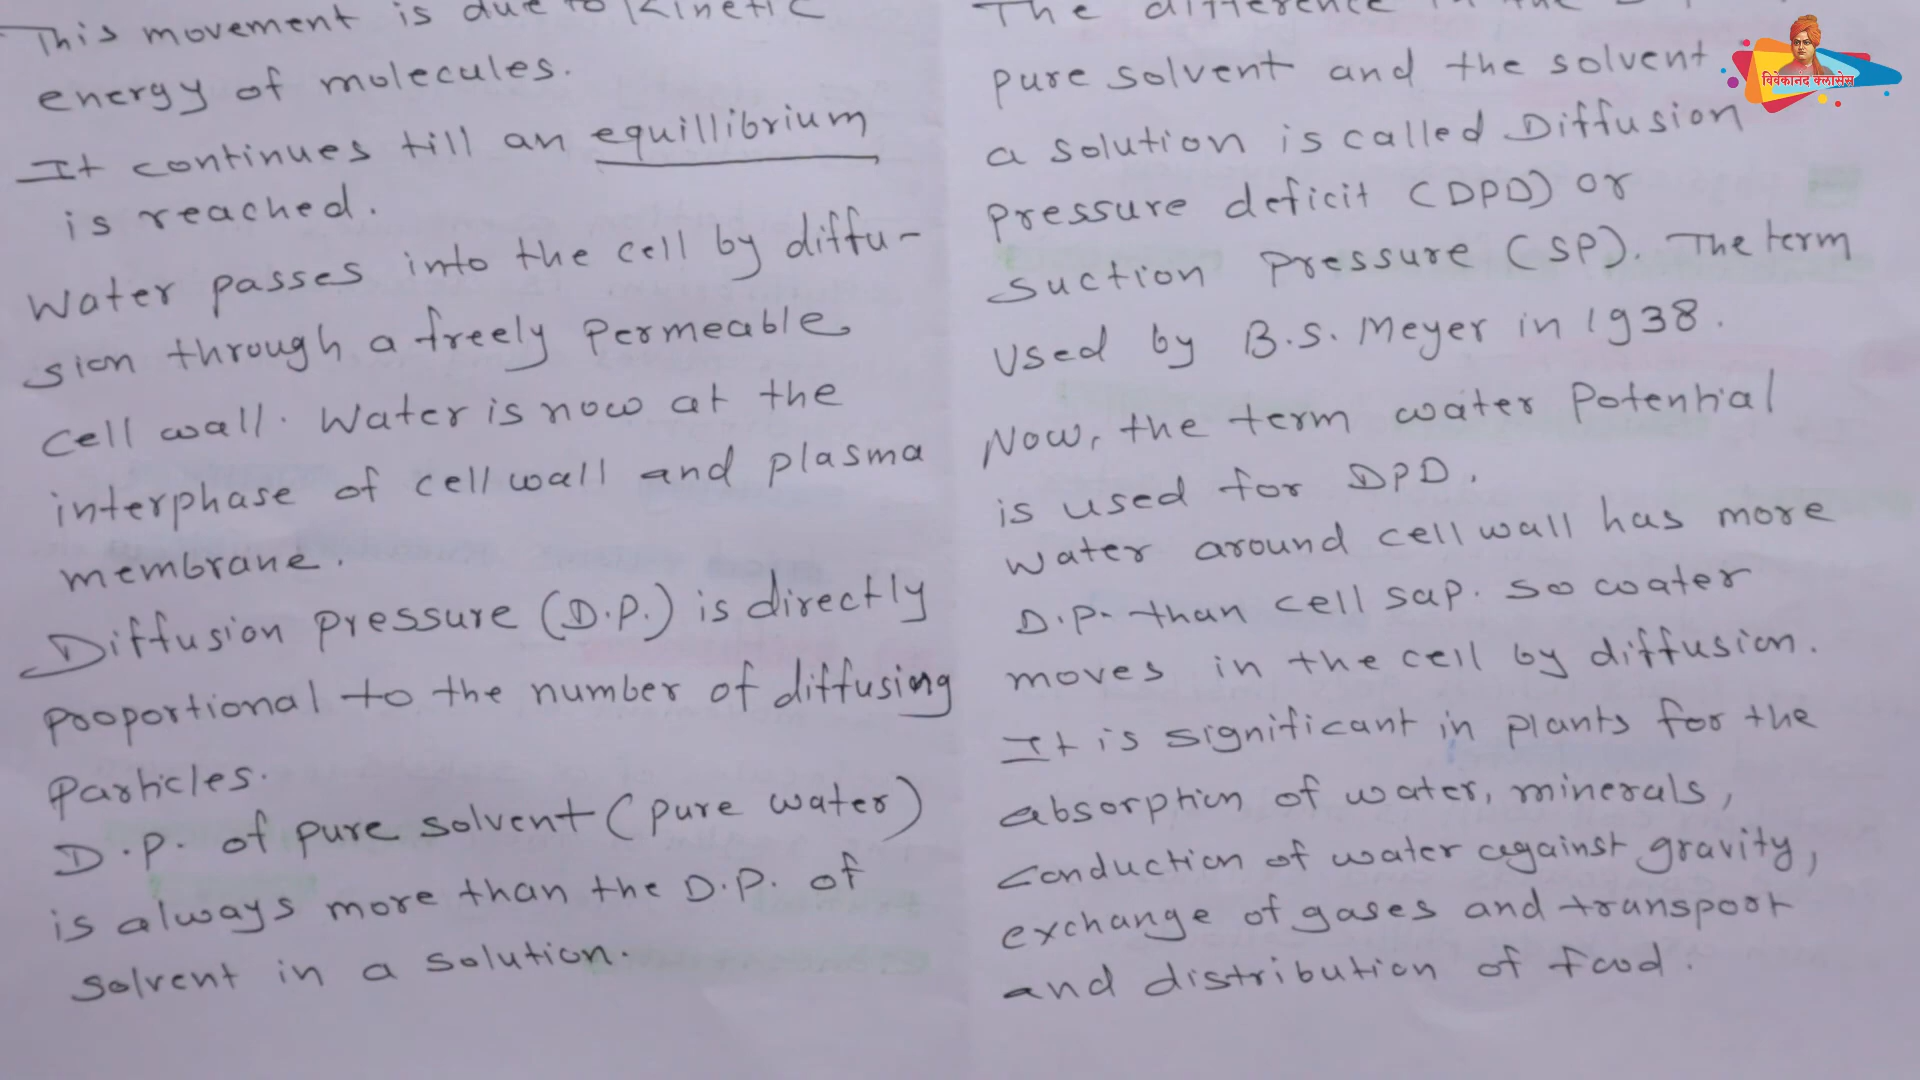 This movement is due to Kinetic
energy of molecules.
It continues till an equillibrium
is reached.
Water passes into the cell by diffu-
sion through a freely permeable
cell wall. Water is now at the
interphase of cell wall and plasma
membrane.
Diffusion pressure (D.P.) is directly
proportional to the number of diffusing
particles.
D.P. of pure solvent (pure water)
is always more than the D.P. of
solvent in a solution.
The difference in the
pure solvent and the solvent
a solution is called Diffusion
pressure deficit (DPD) or
suction pressure (SP). The term
used by B.S. Meyer in 1938.
Now, the term water potential
is used for DPD.
water around cell wall has more
D.P. than cell sap. so water
moves in the cell by diffusion.
It is significant in plants for the
absorption of water, minerals,
conduction of water against gravity,
exchange of gases and transport
and distribution of food.
विवेकानंद क्लासेस